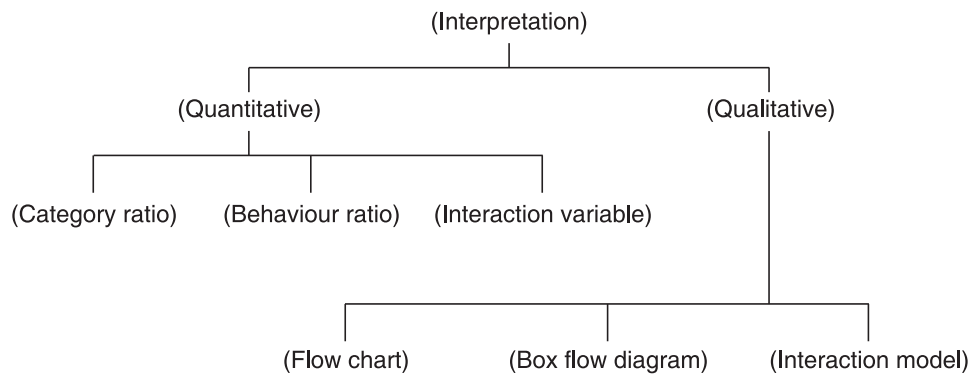 (Interpretation)
(Quantitative) (Qualitative)
(Category ratio) (Behaviour ratio) (Interaction variable)
(Flow chart) (Box flow diagram) (Interaction model)